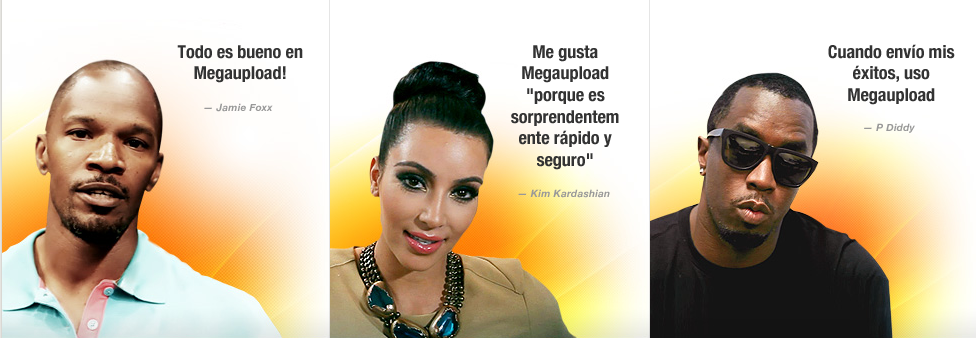 Todo es bueno en
Megaupload!
— Jamie Foxx
Me gusta
Megaupload
"porque es
sorprendentem
ente rápido y
seguro"
— Kim Kardashian
Cuando envío mis
éxitos, uso
Megaupload
— P Diddy